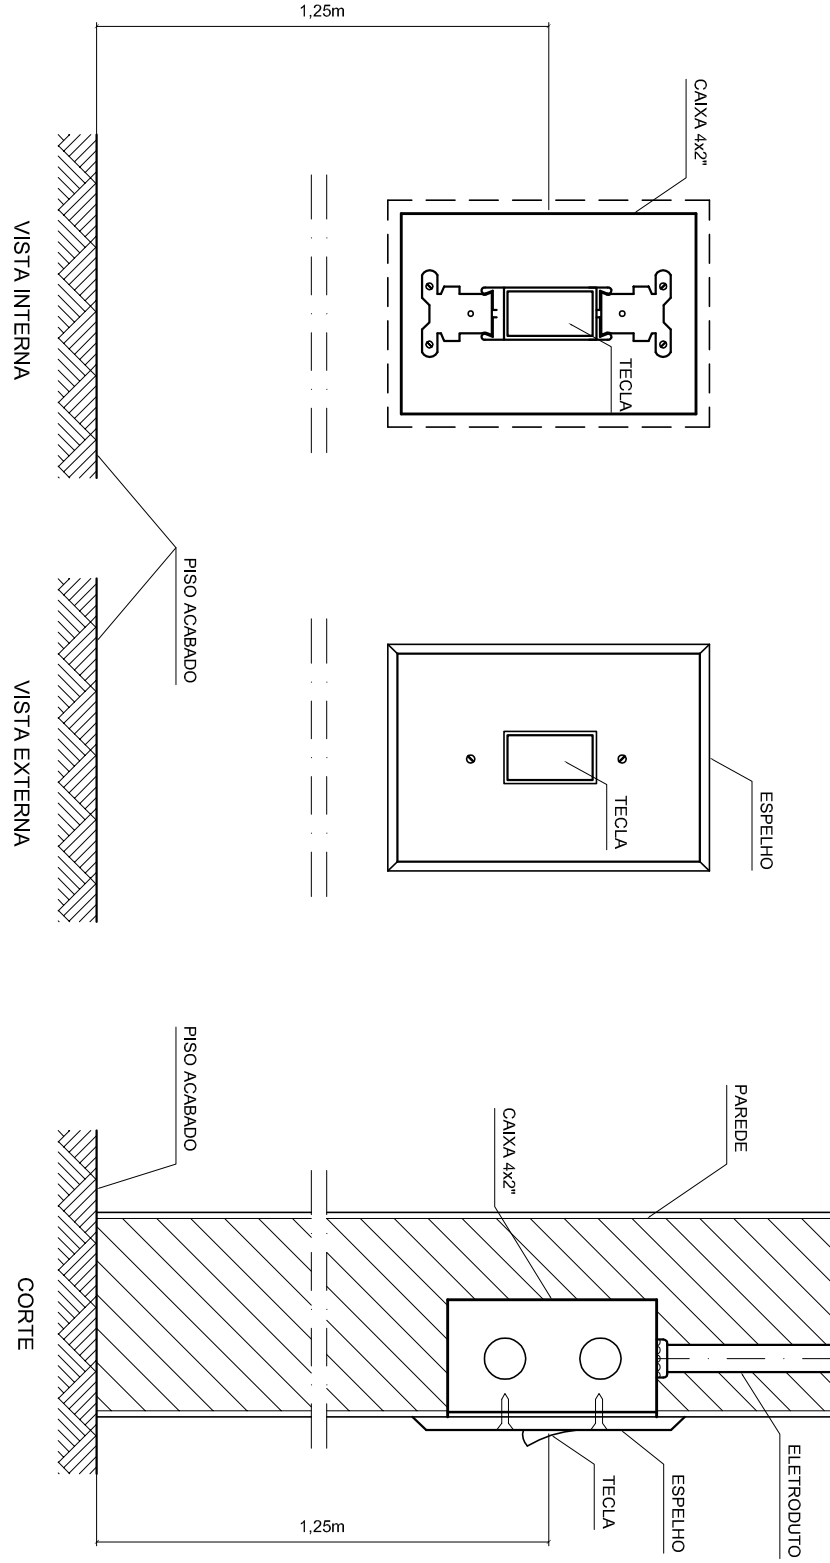 1,25m
CAIXA 4x2"
TECLA
VISTA INTERNA
PISO ACABADO
ESPELHO
TECLA
VISTA EXTERNA
PISO ACABADO
PAREDE
CAIXA 4x2"
CORTE
ELETRODUTO
ESPELHO
TECLA
1,25m